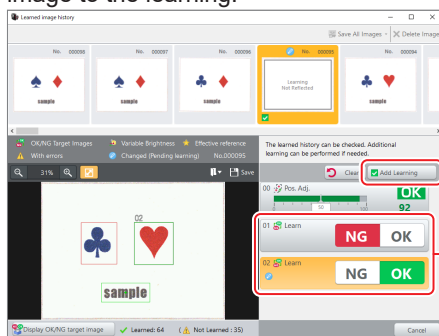 image to the learning.
Learned image history
Save All Images
Delete Image
No. 000098
No. 000097
No. 000096
No. 000095
No. 000094
sample
sample
sample
Learning
Not Reflected
sample
OK/NG Target Images
Variable Brightness
Effective reference
With errors
Changed (Pending learning)
No.000095
The learned history can be checked. Additional
learning can be performed if needed.
Clear
Add Learning
31%
Save
00 Pos. Adj.
OK
0 50 100
92
01 Learn
NG OK
02 Learn
NG OK
02
sample
Display OK/NG target image
Learned: 64
( Not Learned : 35)
Cancel